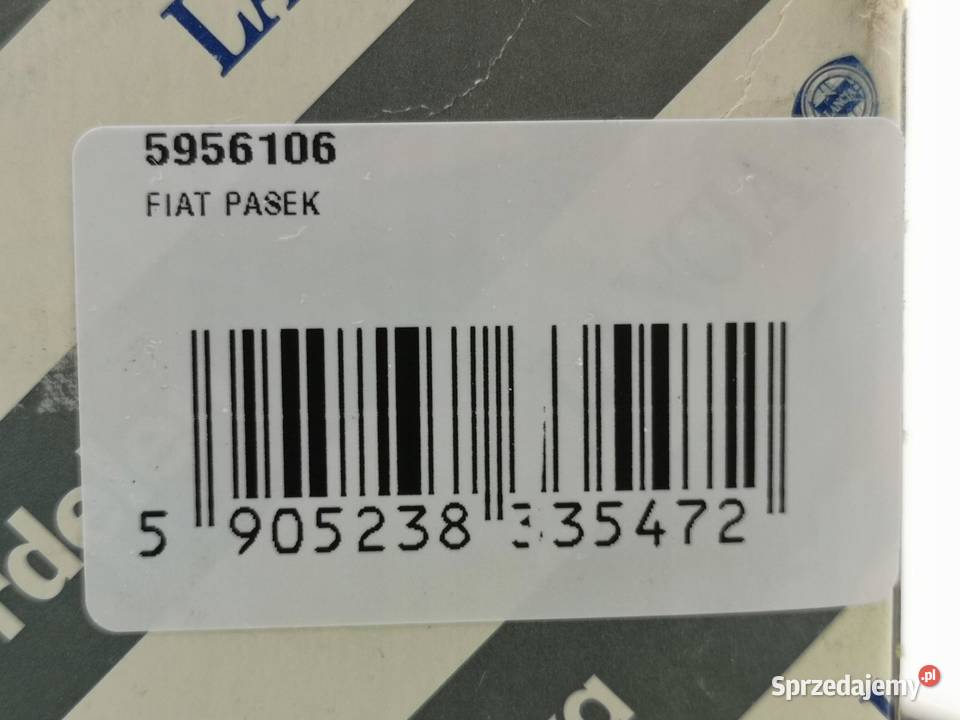 5956106
FIAT PASEK
5 905238 335472
Sprzedajemy.pl